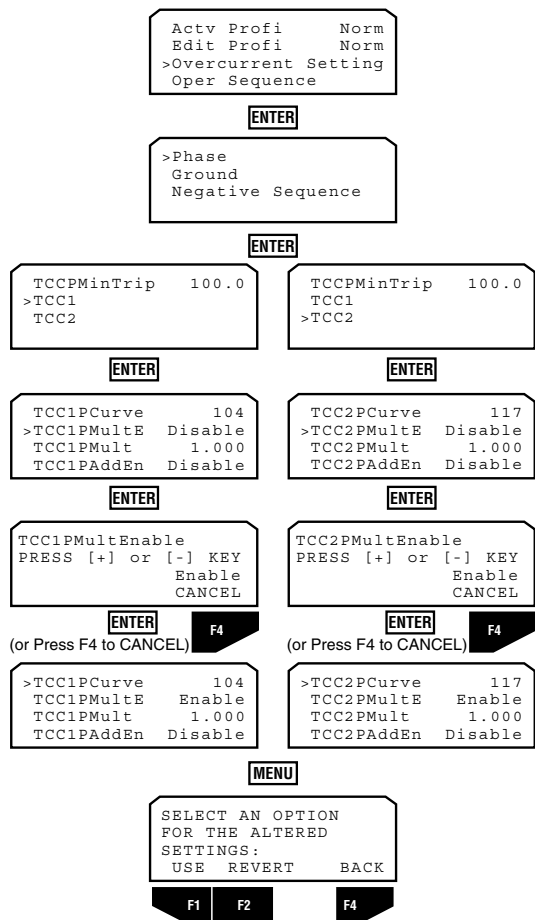 Actv Profi Norm
Edit Profi Norm
>Overcurrent Setting
Oper Sequence
ENTER
>Phase
Ground
Negative Sequence
ENTER
TCCPMinTrip 100.0
>TCC1
TCC2
ENTER
TCC1PCurve 104
>TCC1PMultE Disable
TCC1PMult 1.000
TCC1PAddEn Disable
ENTER
TCC1PMultEnable
PRESS [+] or [-] KEY
Enable
CANCEL
ENTER
(or Press F4 to CANCEL)
F4
>TCC1PCurve 104
TCC1PMultE Enable
TCC1PMult 1.000
TCC1PAddEn Disable
TCCPMinTrip 100.0
TCC1
>TCC2
ENTER
TCC2PCurve 117
>TCC2PMultE Disable
TCC2PMult 1.000
TCC2PAddEn Disable
ENTER
TCC2PMultEnable
PRESS [+] or [-] KEY
Enable
CANCEL
ENTER
(or Press F4 to CANCEL)
F4
>TCC2PCurve 117
TCC2PMultE Enable
TCC2PMult 1.000
TCC2PAddEn Disable
MENU
SELECT AN OPTION
FOR THE ALTERED
SETTINGS:
USE REVERT BACK
F1 F2 F4